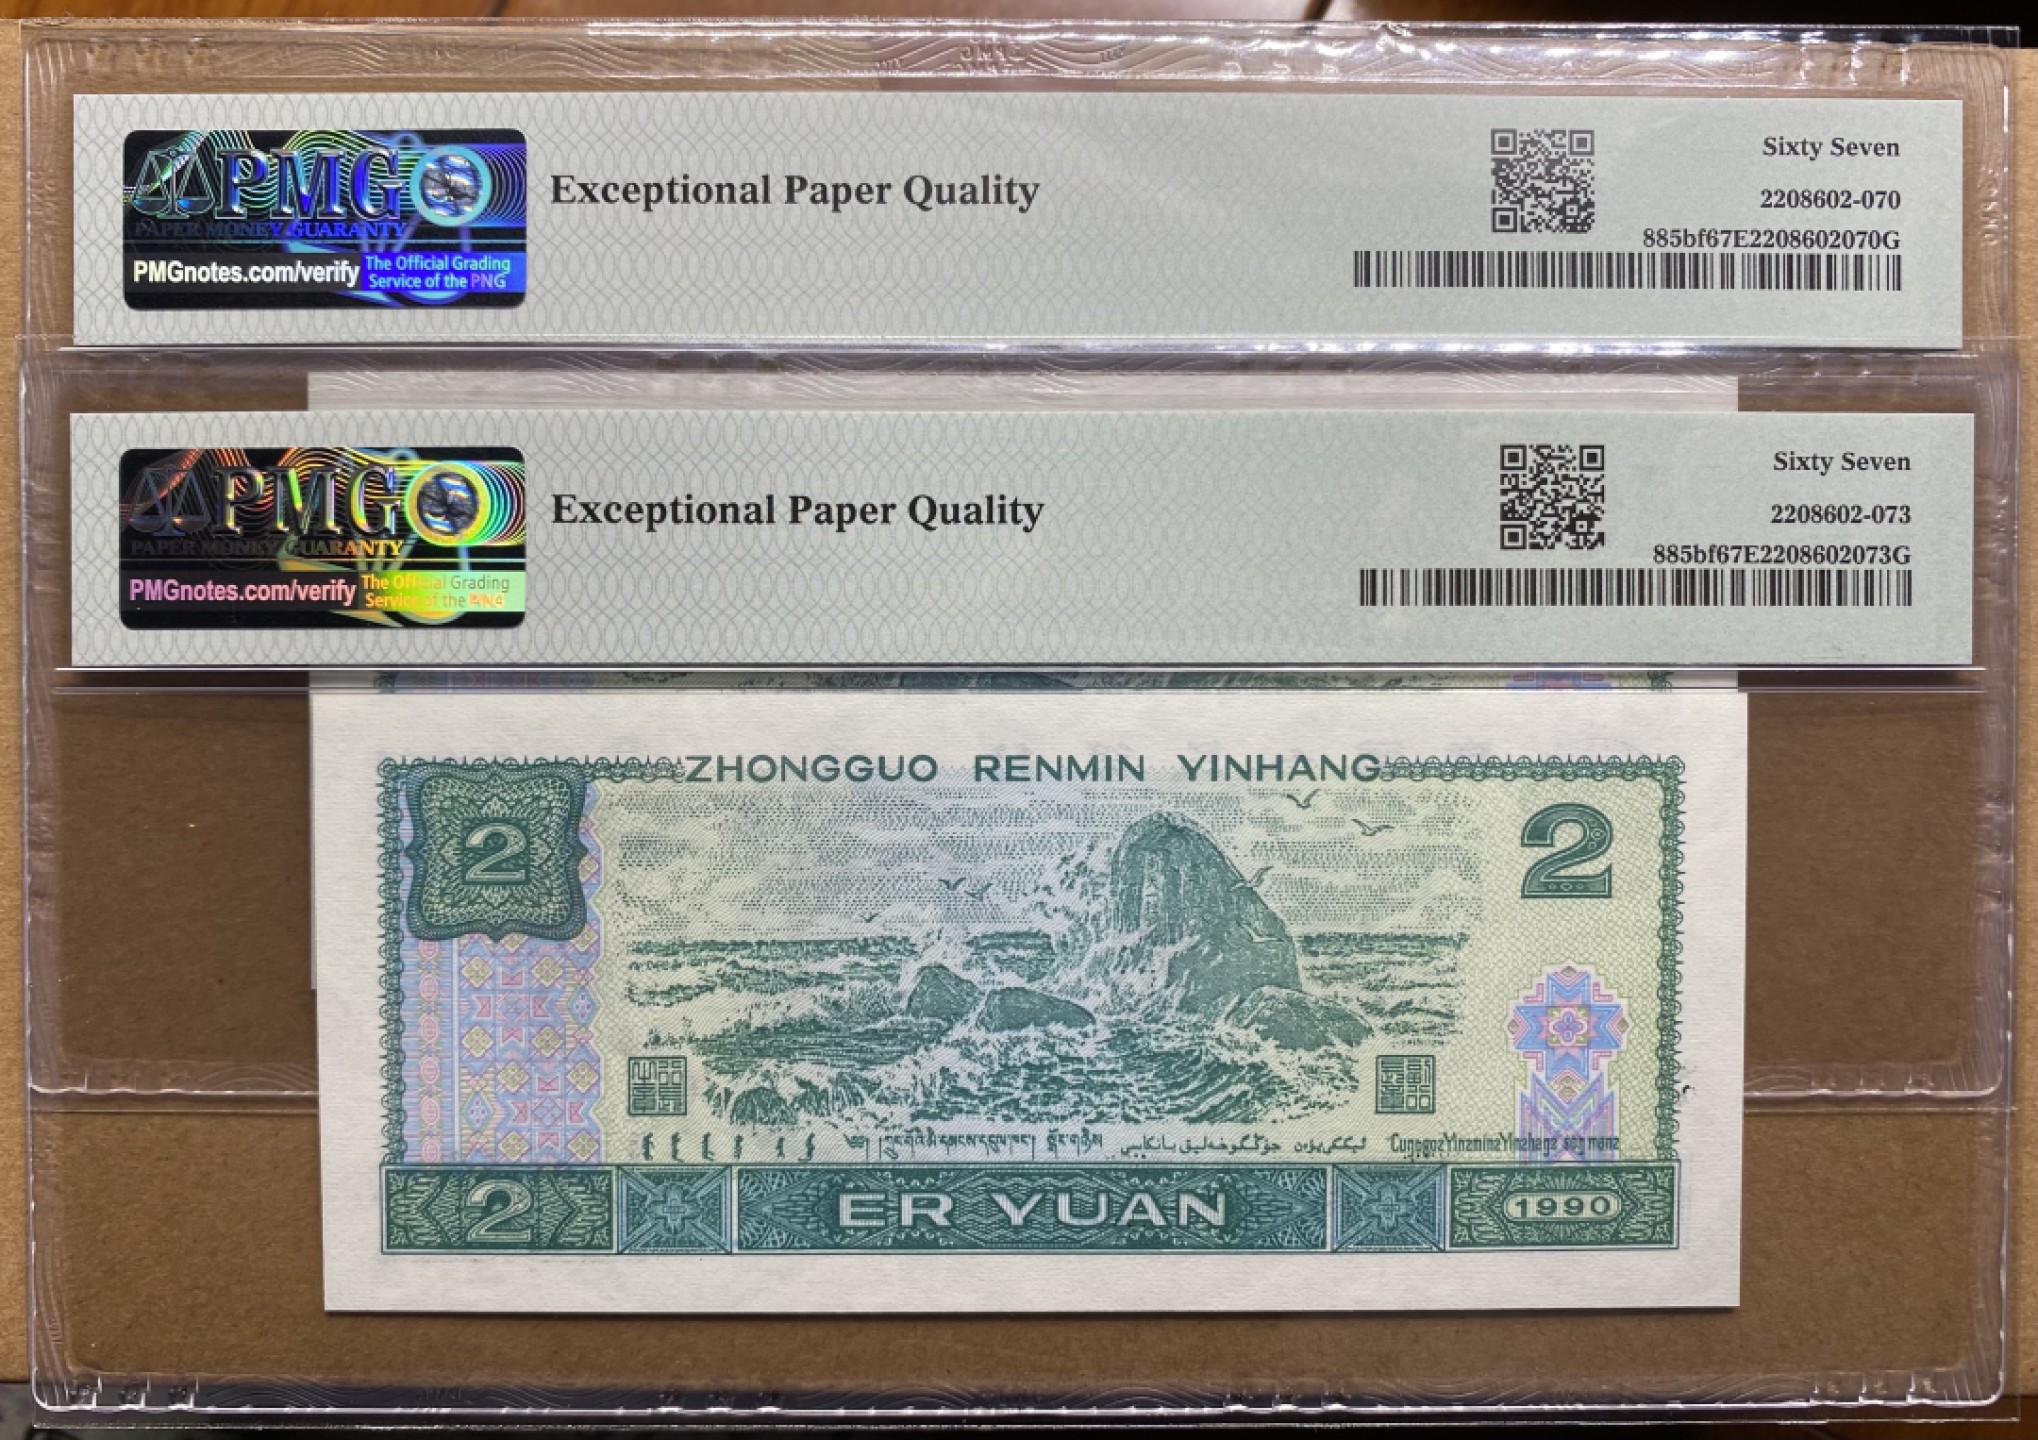 PMG
PAPER MONEY GUARANTY
PMGnotes.com/verify
The Official Grading
Service of the PNG
Exceptional Paper Quality
Sixty Seven
2208602-070
885bf67E2208602070G
PMG
PAPER MONEY GUARANTY
PMGnotes.com/verify
The Official Grading
Service of the PNG
Exceptional Paper Quality
Sixty Seven
2208602-073
885bf67E2208602073G
ZHONGGUO RENMIN YINHANG
2
2
2
ER YUAN
1990